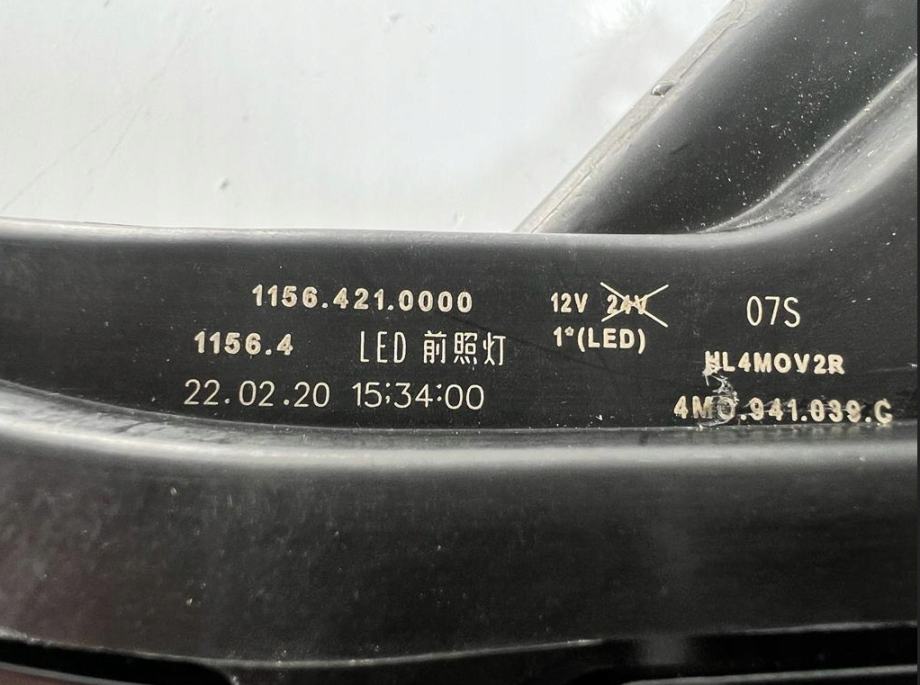 1156.421.0000
12V 24V
07S
1156.4
LED 前照灯
1*(LED)
HL4MOV2R
22.02.20 15:34:00
4MO.941.039.C